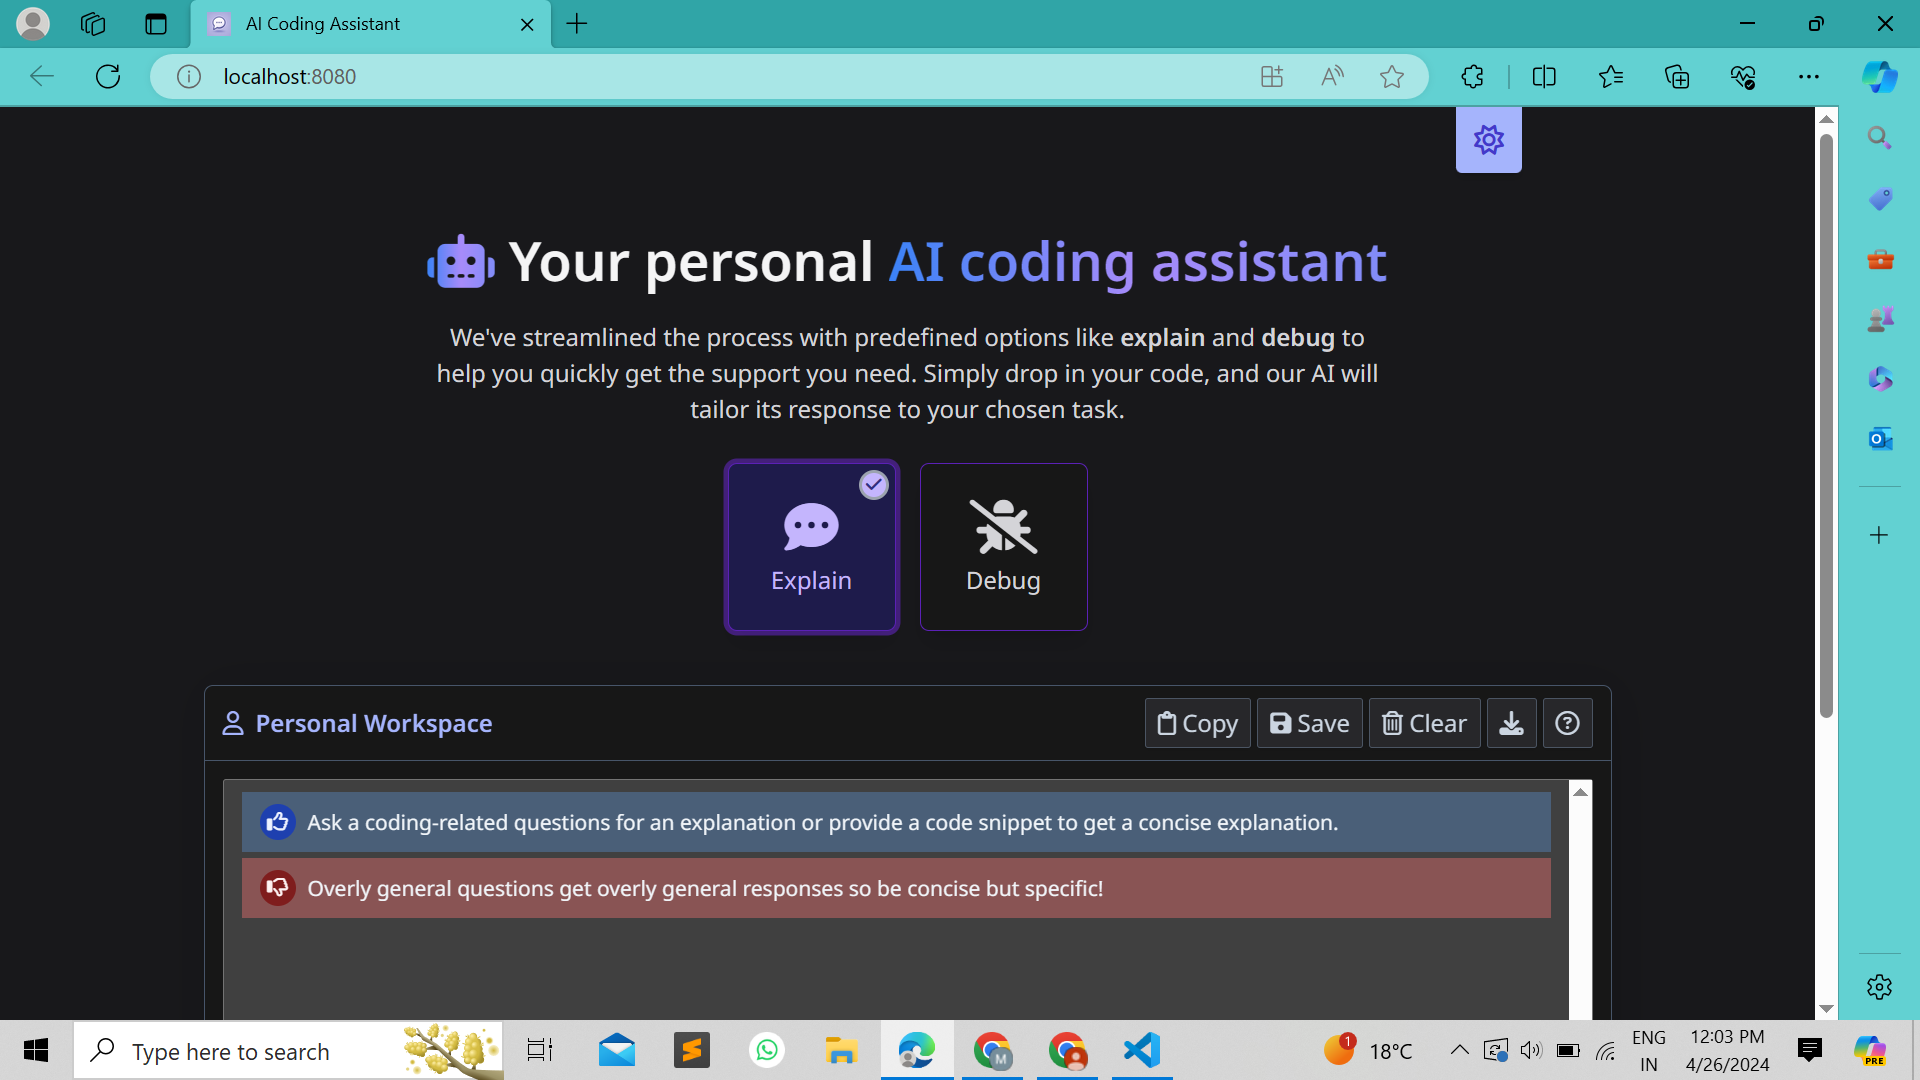 AI Coding Assistant
localhost:8080
Your personal AI coding assistant
We've streamlined the process with predefined options like explain and debug to
help you quickly get the support you need. Simply drop in your code, and our AI will
tailor its response to your chosen task.
Explain
Debug
Personal Workspace
Copy
Save
Clear
Ask a coding-related questions for an explanation or provide a code snippet to get a concise explanation.
Overly general questions get overly general responses so be concise but specific!
Type here to search
M
1
18°C
ENG
IN
12:03 PM
4/26/2024
PRE